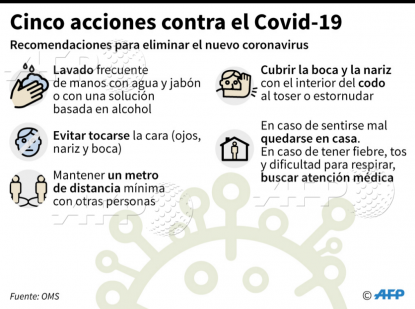 Cinco acciones contra el Covid-19
Recomendaciones para eliminar el nuevo coronavirus
Lavado frecuente
de manos con agua y jabón
o con una solución
basada en alcohol
Evitar tocarse la cara (ojos,
nariz y boca)
Mantener un metro
de distancia mínima
con otras personas
Cubrir la boca y la nariz
con el interior del codo
al toser o estornudar
En caso de sentirse mal
quedarse en casa.
En caso de tener fiebre, tos
y dificultad para respirar,
buscar atención médica
Fuente: OMS
© AFP